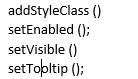 addStyleClass ()
setEnabled ();
setVisible ()
setTooltip ();